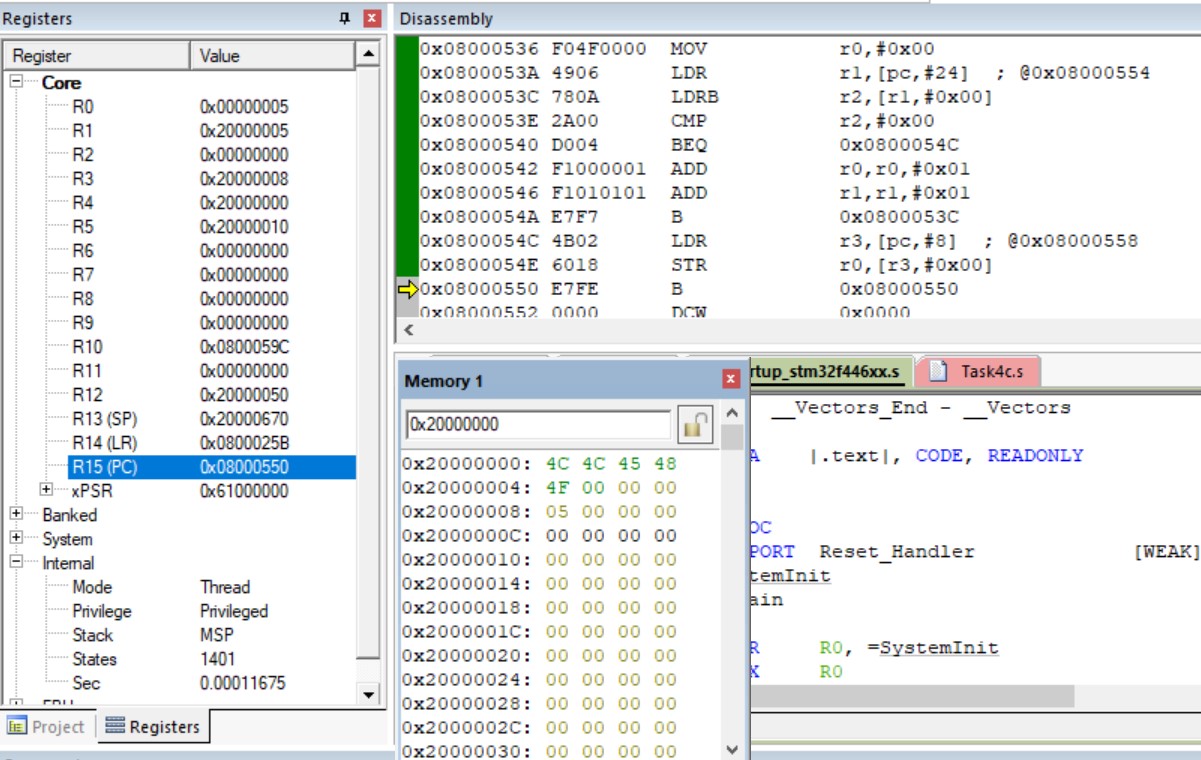 Registers
Register Value
Core
R0 0x00000005
R1 0x20000005
R2 0x00000000
R3 0x20000008
R4 0x20000000
R5 0x20000010
R6 0x00000000
R7 0x00000000
R8 0x00000000
R9 0x00000000
R10 0x0800059C
R11 0x00000000
R12 0x20000050
R13 (SP) 0x20000670
R14 (LR) 0x0800025B
R15 (PC) 0x08000550
xPSR 0x61000000
Banked
System
Internal
Mode Thread
Privilege Privileged
Stack MSP
States 1401
Sec 0.00011675
Project Registers
Disassembly
0x08000536 F04F0000 MOV r0,#0x00
0x0800053A 4906 LDR r1,[pc,#24] ; @0x08000554
0x0800053C 780A LDRB r2,[r1,#0x00]
0x0800053E 2A00 CMP r2,#0x00
0x08000540 D004 BEQ 0x0800054C
0x08000542 F1000001 ADD r0,r0,#0x01
0x08000546 F1010101 ADD r1,r1,#0x01
0x0800054A E7F7 B 0x0800053C
0x0800054C 4B02 LDR r3,[pc,#8] ; @0x08000558
0x0800054E 6018 STR r0,[r3,#0x00]
0x08000550 E7FE B 0x08000550
0x08000552 0000 DCW 0x0000
Memory 1
0x20000000
0x20000000: 4C 4C 45 48
0x20000004: 4F 00 00 00
0x20000008: 05 00 00 00
0x2000000C: 00 00 00 00
0x20000010: 00 00 00 00
0x20000014: 00 00 00 00
0x20000018: 00 00 00 00
0x2000001C: 00 00 00 00
0x20000020: 00 00 00 00
0x20000024: 00 00 00 00
0x20000028: 00 00 00 00
0x2000002C: 00 00 00 00
0x20000030: 00 00 00 00
rtup_stm32f446xx.s Task4c.s
__Vectors_End - __Vectors
A |.text|, CODE, READONLY
OC
PORT Reset_Handler [WEAK]
temInit
ain
R R0, =SystemInit
X R0